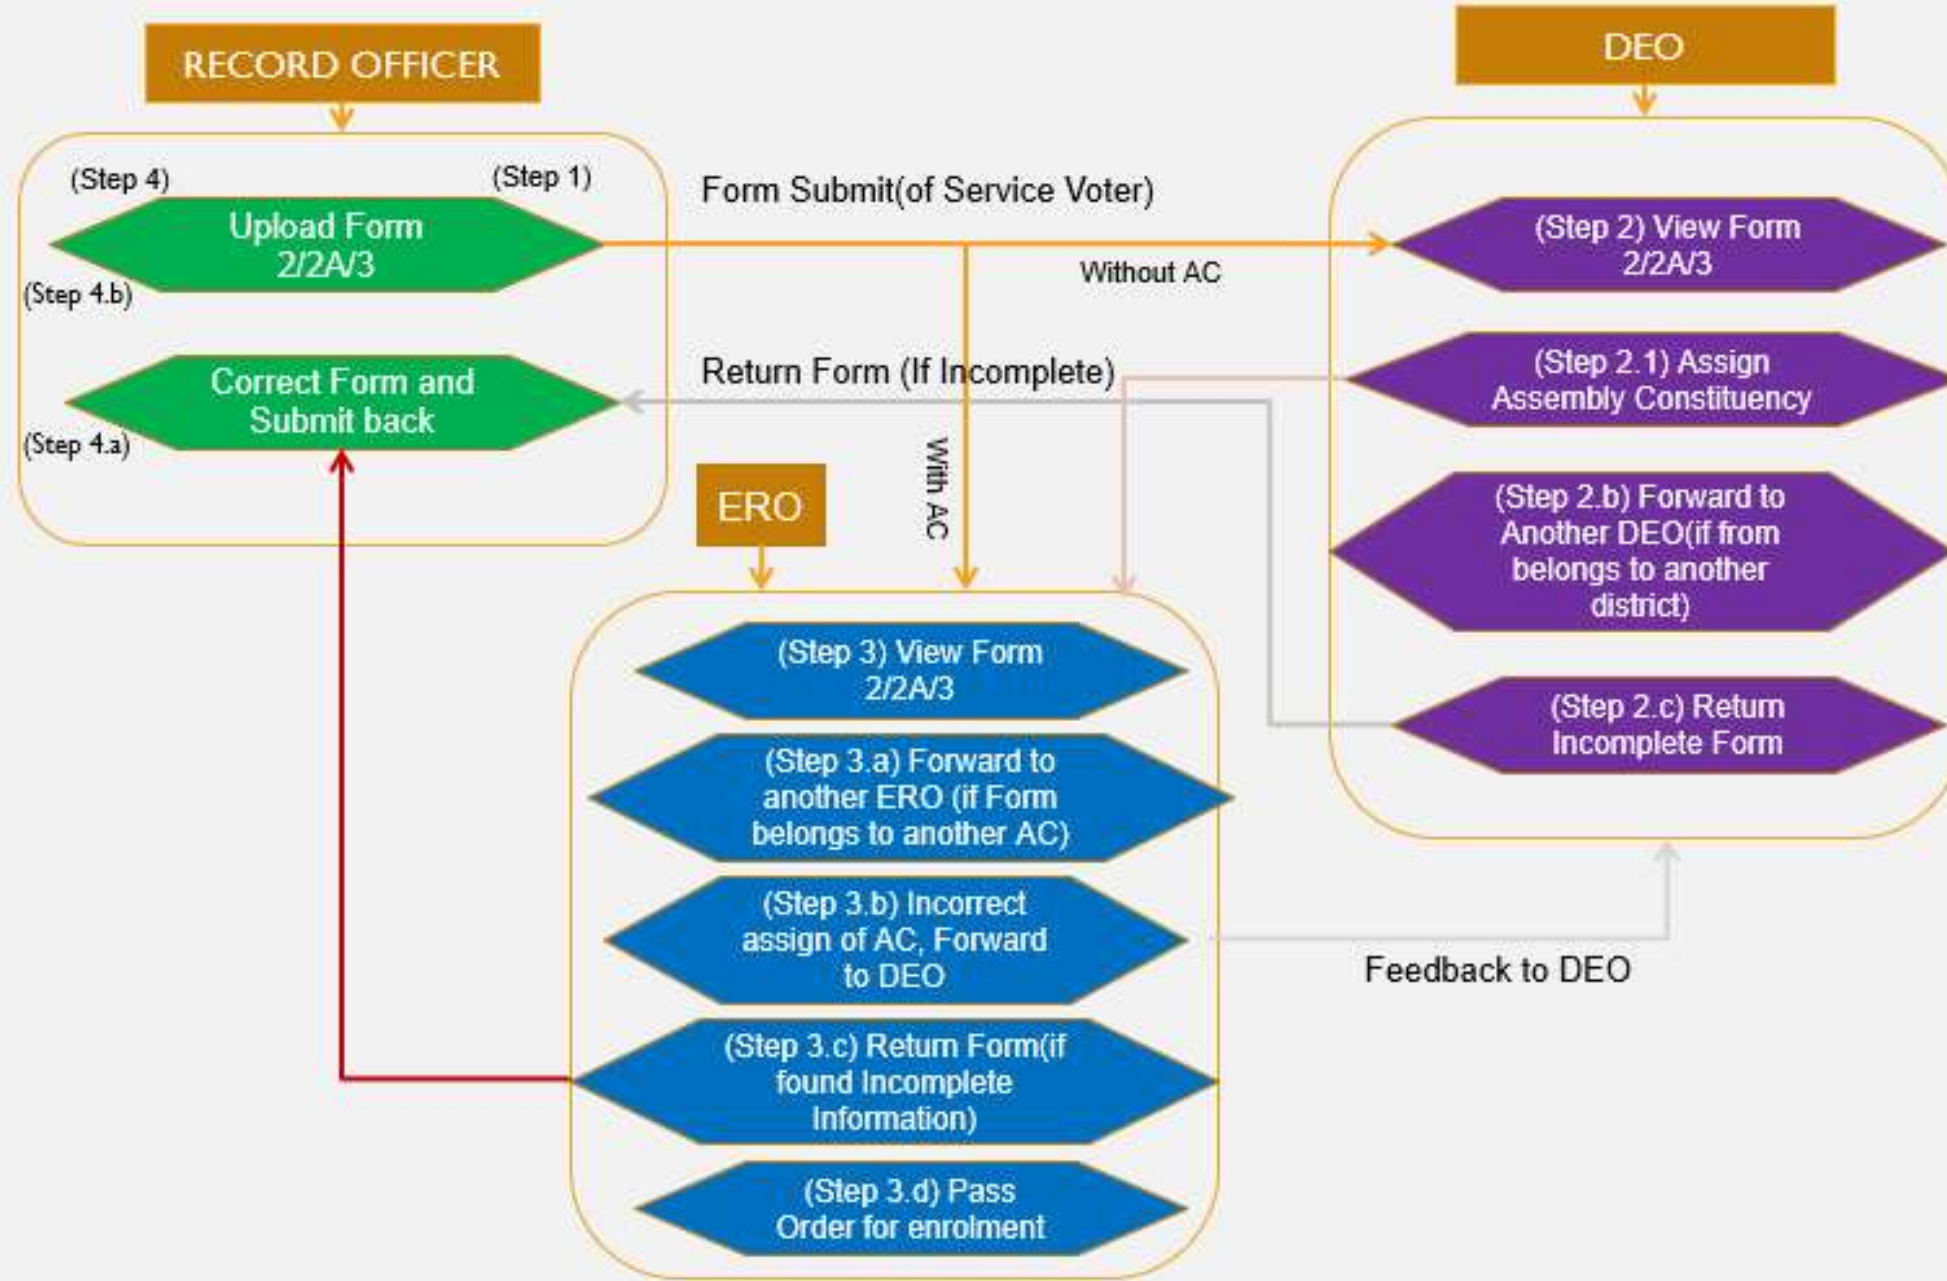 RECORD OFFICER
(Step 4)
(Step 1)
Upload Form
2/2A/3
(Step 4.b)
Correct Form and
Submit back
(Step 4.a)
Form Submit(of Service Voter)
Without AC
Return Form (If Incomplete)
With AC
DEO
(Step 2) View Form
2/2A/3
(Step 2.1) Assign
Assembly Constituency
(Step 2.b) Forward to
Another DEO(if from
belongs to another
district)
(Step 2.c) Return
Incomplete Form
ERO
(Step 3) View Form
2/2A/3
(Step 3.a) Forward to
another ERO (if Form
belongs to another AC)
(Step 3.b) Incorrect
assign of AC, Forward
to DEO
Feedback to DEO
(Step 3.c) Return Form(if
found Incomplete
Information)
(Step 3.d) Pass
Order for enrolment